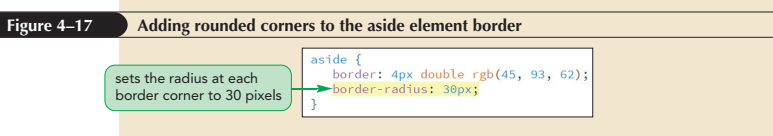 Figure 4–17 Adding rounded corners to the aside element border
sets the radius at each
border corner to 30 pixels
aside {
   border: 4px double rgb(45, 93, 62);
   border-radius: 30px;
}